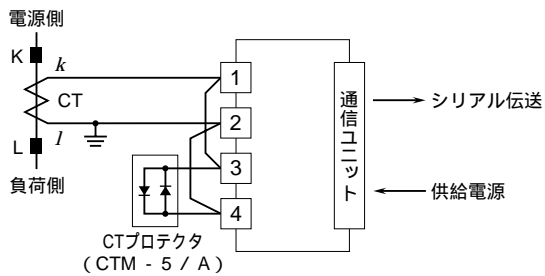 電源側
K
k
CT
L
l
負荷側
1
2
3
4
CTプロテクタ
（CTM - 5 / A）
通信ユニット
シリアル伝送
供給電源